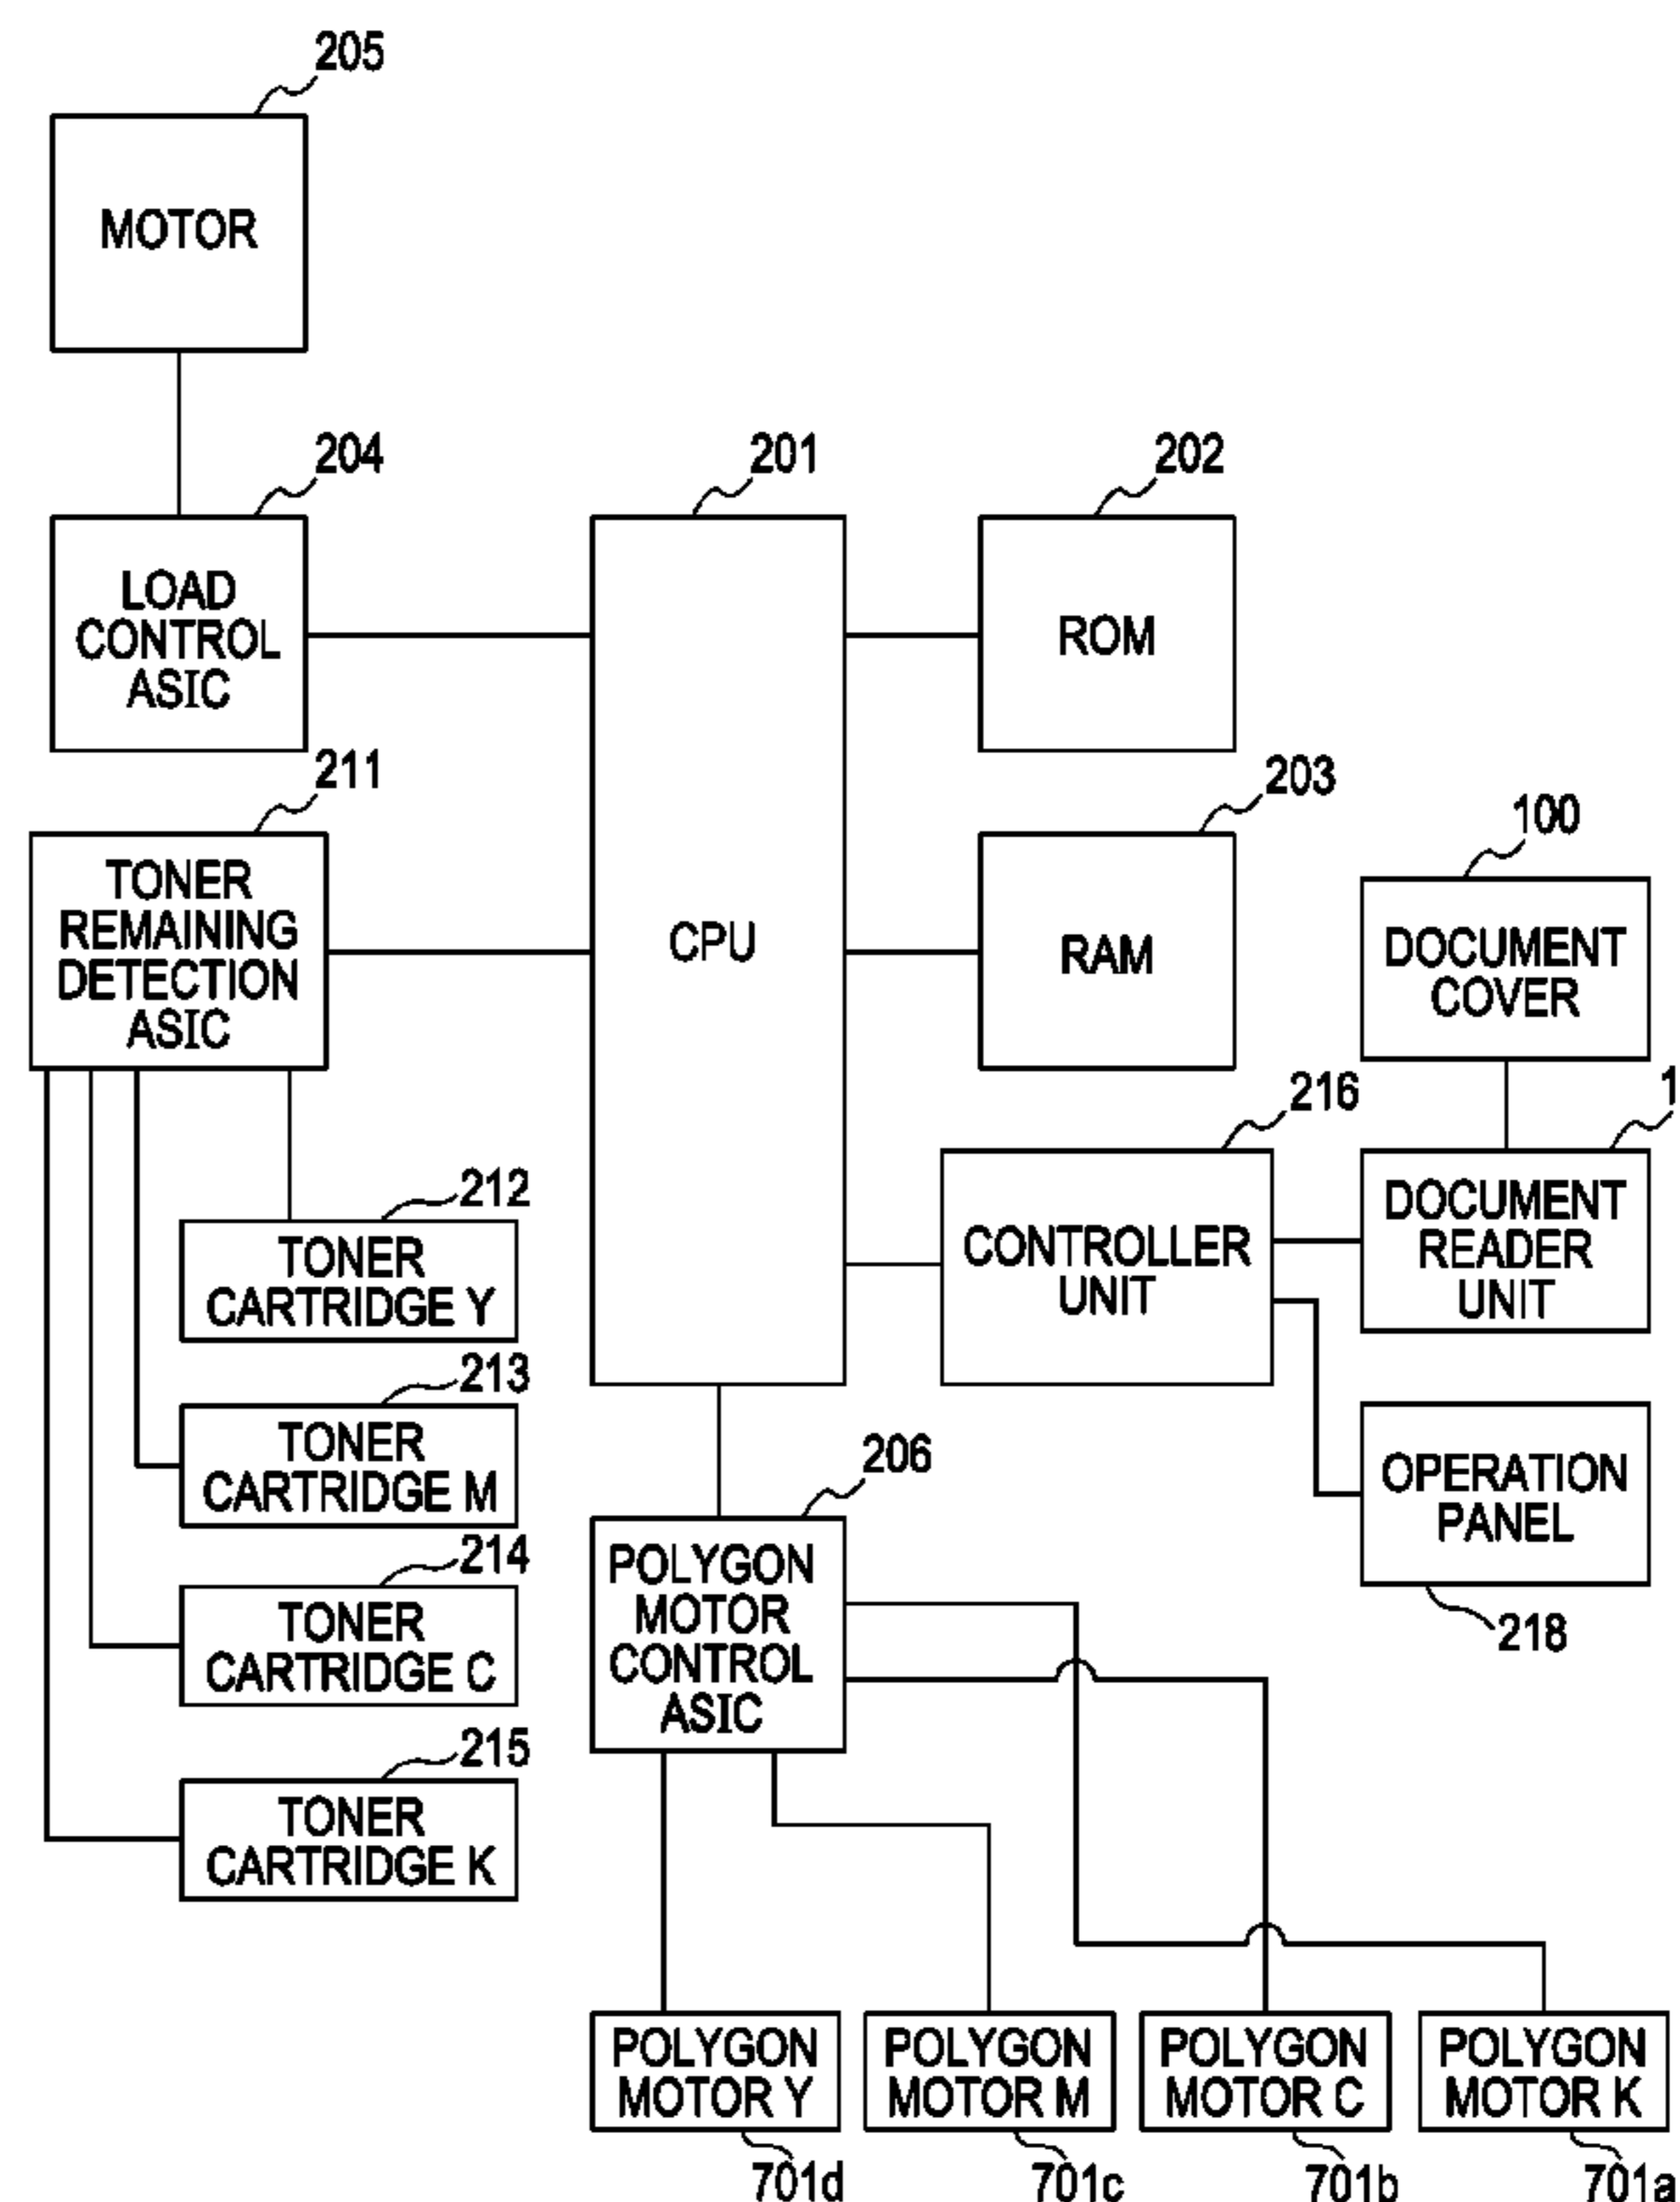 205
MOTOR
204
LOAD
CONTROL
ASIC
201
CPU
202
ROM
211
TONER
REMAINING
DETECTION
ASIC
203
RAM
100
DOCUMENT
COVER
216
CONTROLLER
UNIT
1
DOCUMENT
READER
UNIT
212
TONER
CARTRIDGE Y
213
TONER
CARTRIDGE M
214
TONER
CARTRIDGE C
215
TONER
CARTRIDGE K
206
POLYGON
MOTOR
CONTROL
ASIC
OPERATION
PANEL
218
POLYGON
MOTOR Y
701d
POLYGON
MOTOR M
701c
POLYGON
MOTOR C
701b
POLYGON
MOTOR K
701a